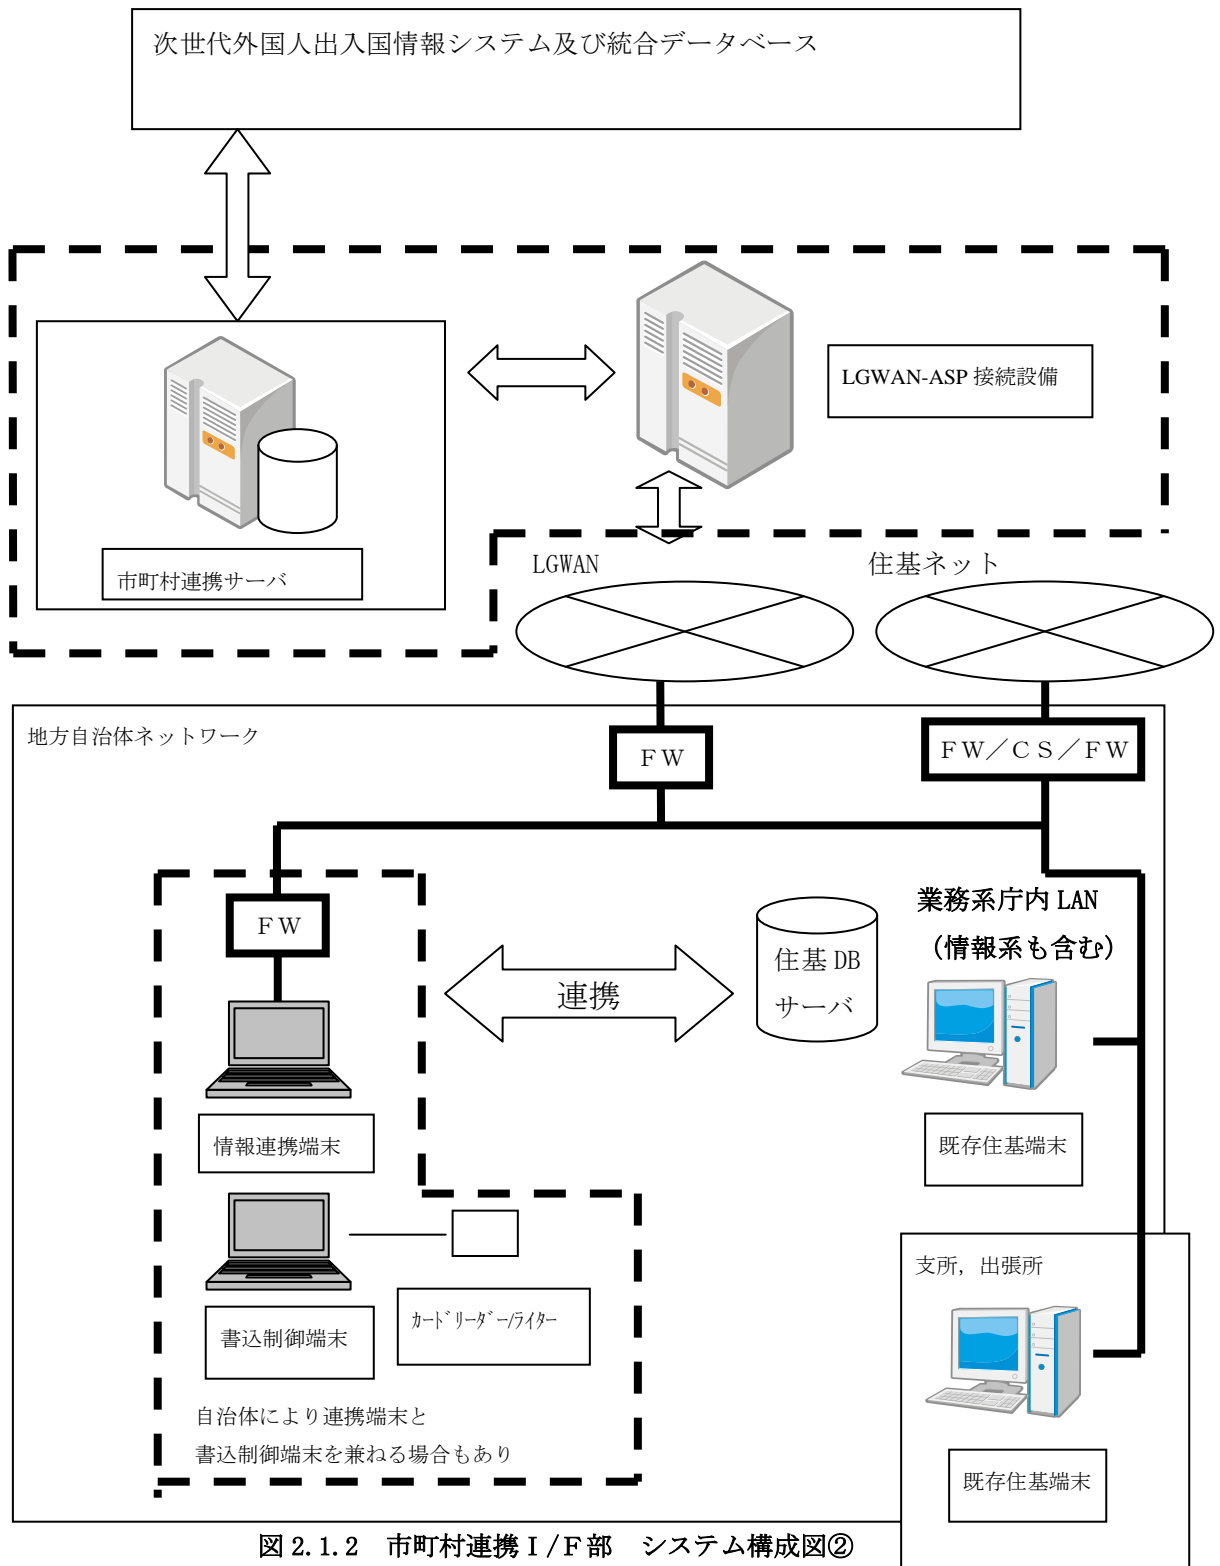 次世代外国人出入国情報システム及び統合データベース
LGWAN-ASP 接続設備
市町村連携サーバ
LGWAN
住基ネット
地方自治体ネットワーク
ＦＷ
ＦＷ／ＣＳ／ＦＷ
ＦＷ
業務系庁内 LAN
（情報系も含む）
住基 DB
サーバ
連携
情報連携端末
既存住基端末
支所，出張所
ｶｰﾄﾞﾘｰﾀﾞｰ/ﾗｲﾀｰ
書込制御端末
自治体により連携端末と
書込制御端末を兼ねる場合もあり
既存住基端末
図 2.1.2　市町村連携Ｉ/Ｆ部　システム構成図②